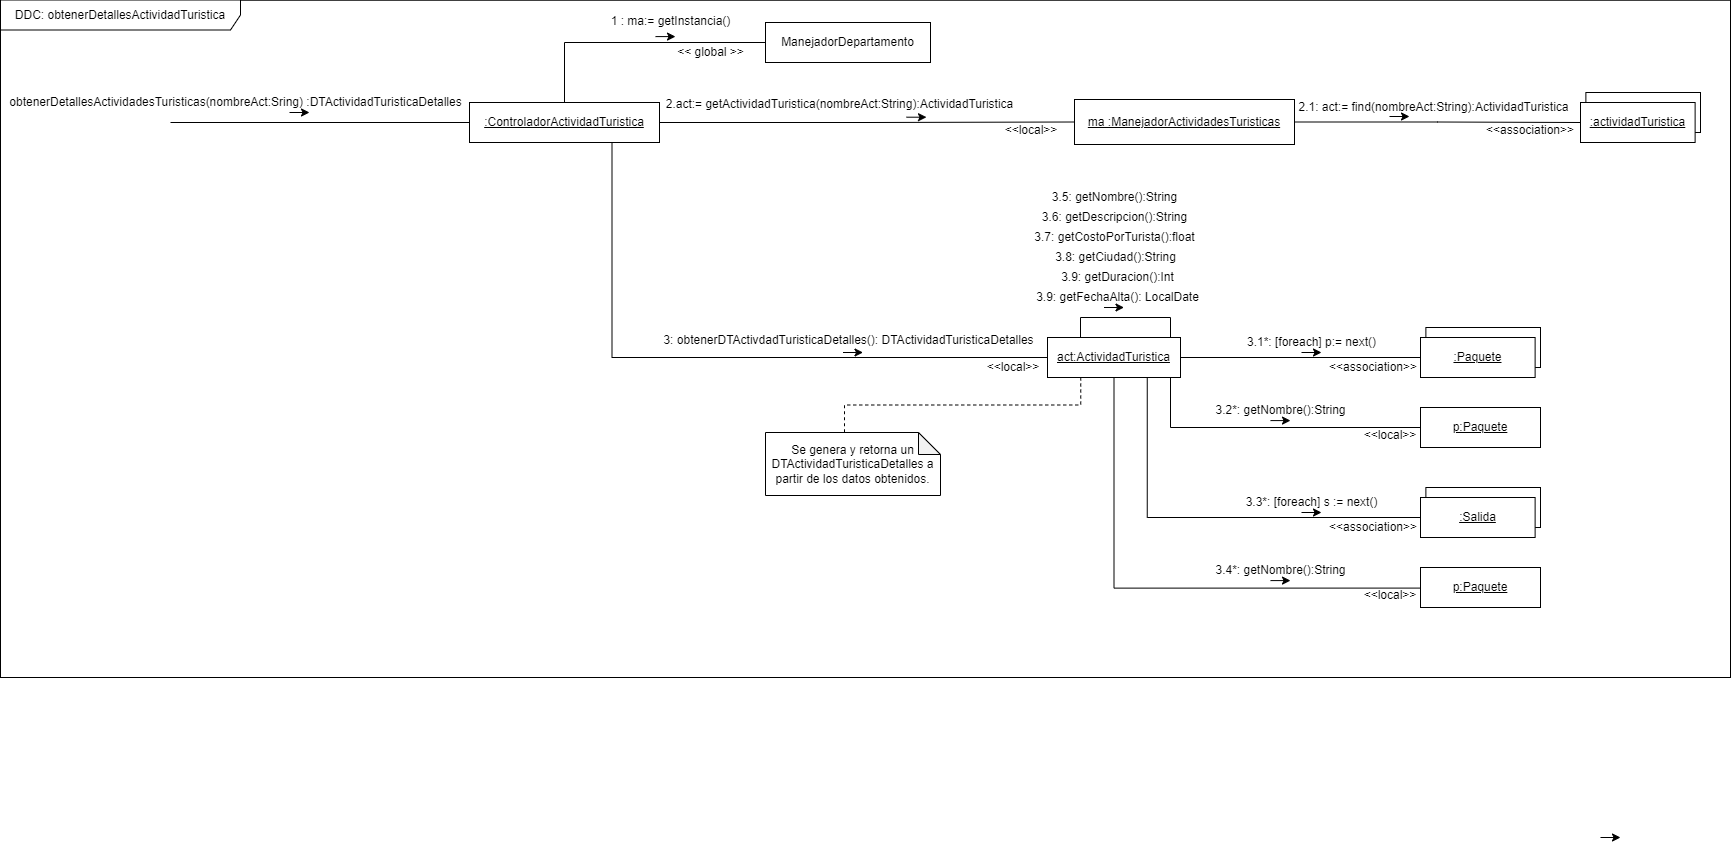 DDC: obtenerDetallesActividadTuristica
1 : ma:= getInstancia()
<< global >>
ManejadorDepartamento
obtenerDetallesActividadesTuristicas(nombreAct:Sring) :DTActividadTuristicaDetalles
:ControladorActividadTuristica
2.act:= getActividadTuristica(nombreAct:String):ActividadTuristica
<<local>>
ma :ManejadorActividadesTuristicas
2.1: act:= find(nombreAct:String):ActividadTuristica
<<association>>
:actividadTuristica
3.5: getNombre():String
3.6: getDescripcion():String
3.7: getCostoPorTurista():float
3.8: getCiudad():String
3.9: getDuracion():Int
3.9: getFechaAlta(): LocalDate
3: obtenerDTActivdadTuristicaDetalles(): DTActividadTuristicaDetalles
<<local>>
act:ActividadTuristica
3.1*: [foreach] p:= next()
<<association>>
:Paquete
3.2*: getNombre():String
<<local>>
p:Paquete
Se genera y retorna un
DTActividadTuristicaDetalles a
partir de los datos obtenidos.
3.3*: [foreach] s := next()
<<association>>
:Salida
3.4*: getNombre():String
<<local>>
p:Paquete